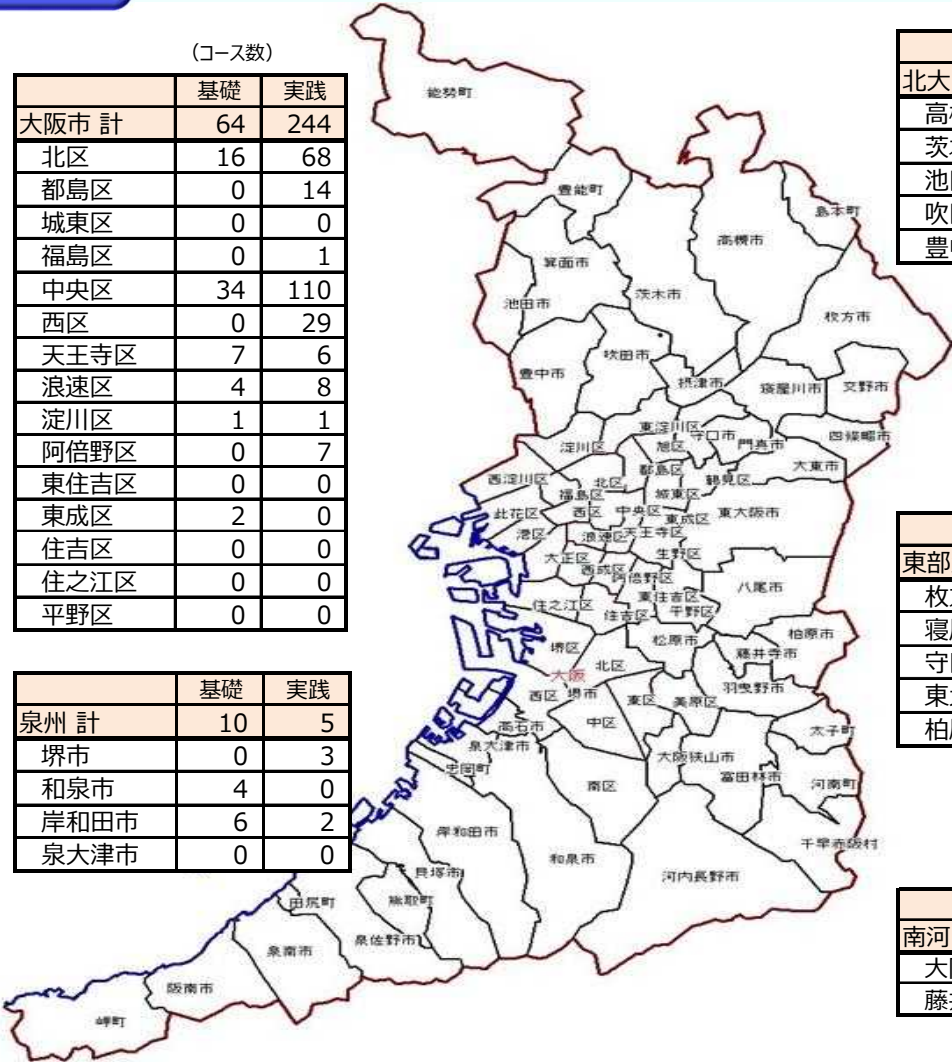 (コース数)
基礎 実践
大阪市 計 64 244
北区 16 68
都島区 0 14
城東区 0 0
福島区 0 1
中央区 34 110
西区 0 29
天王寺区 7 6
浪速区 4 8
淀川区 1 1
阿倍野区 0 7
東住吉区 0 0
東成区 2 0
住吉区 0 0
住之江区 0 0
平野区 0 0
基礎 実践
泉州 計 10 5
堺市 0 3
和泉市 4 0
岸和田市 6 2
泉大津市 0 0
能勢町
豊能町
島本町
高槻市
箕面市
茨木市
池田市
枚方市
吹田市
豊中市
摂津市
寝屋川市
交野市
東淀川区
守口市
四條畷市
淀川区
旭区
門真市
大東市
都島区
鶴見区
西淀川区
北区
福島区
城東区
此花区
西区
中央区
東成区
東大阪市
港区
浪速区
天王寺区
大正区
生野区
西成区
阿倍野区
八尾市
東住吉区
住之江区
住吉区
平野区
堺区
松原市
柏原市
北区
藤井寺市
大阪
西区
堺市
東区
美原区
羽曳野市
高石市
中区
太子町
泉大津市
大阪狭山市
忠岡町
富田林市
河南町
南区
岸和田市
千早赤阪村
和泉市
貝塚市
河内長野市
田尻町
熊取町
泉佐野市
泉南市
阪南市
岬町
北大
高
茨
池
吹
豊
東部
枚
寝
守
東
柏
南河
大
藤